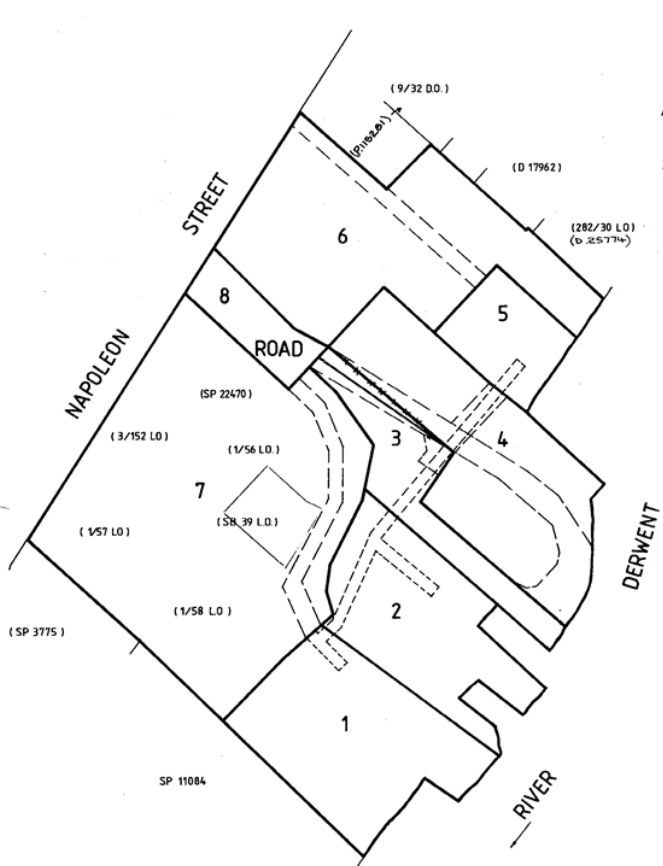 ( 9/32 D.O.)
(P.115281)
( D 17962)
STREET
(282/30 L O)
(D 25774)
6
8
5
NAPOLEON
ROAD
(SP 22470)
( 3/152 L O)
(1/56 L.O.)
3
4
7
(SB 39 L.O.)
( 1/57 L O)
DERWENT
(1/58 L.O )
2
(SP 3775)
1
SP 11084
RIVER